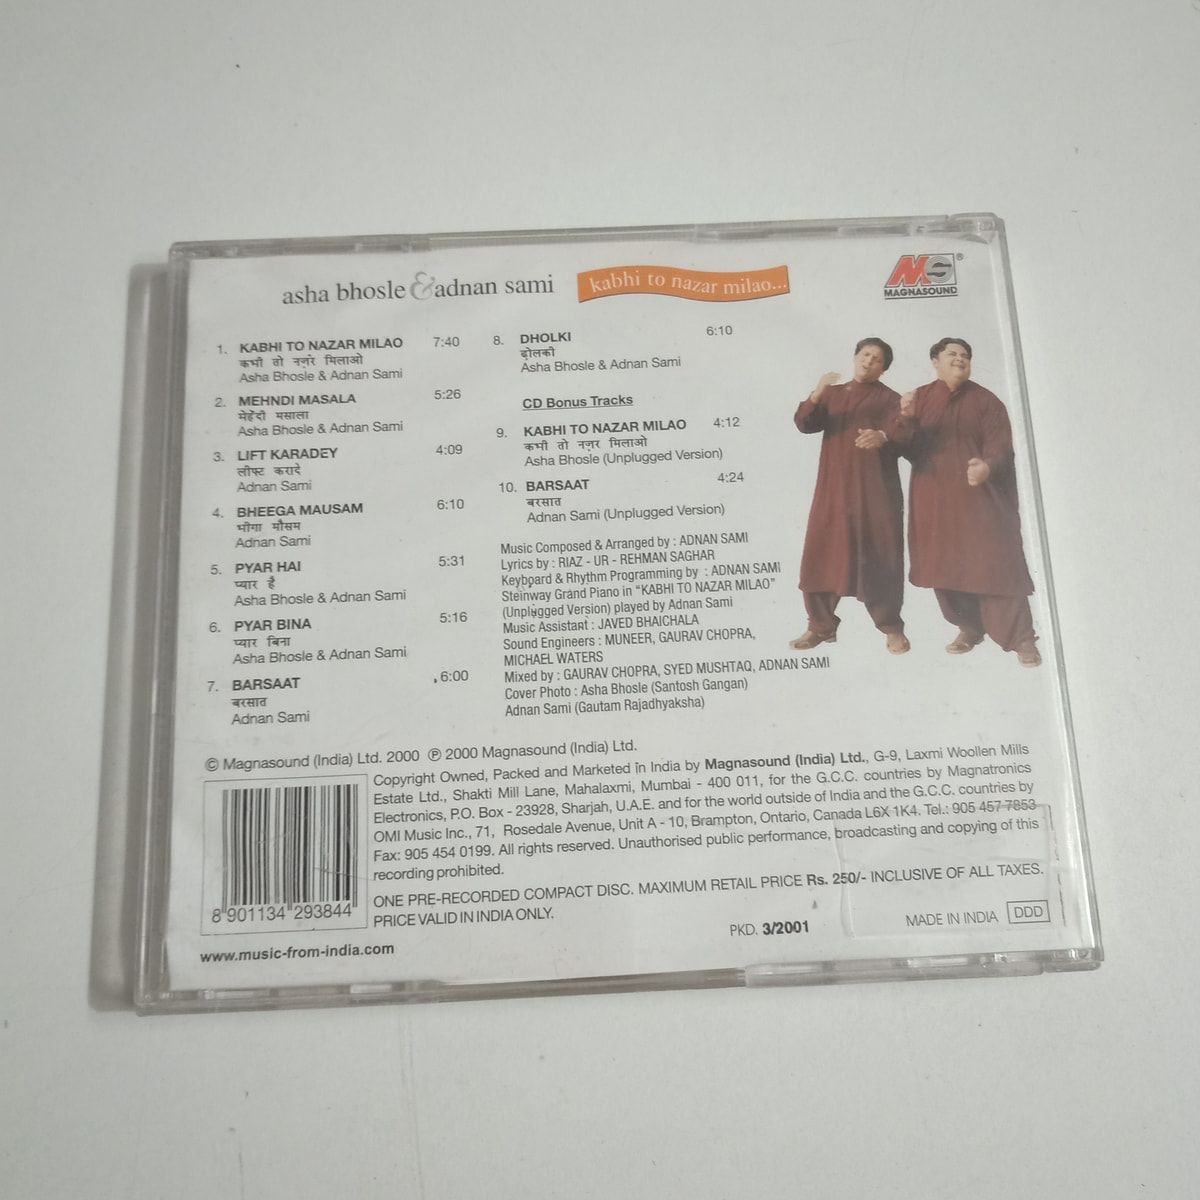 asha bhosle & adnan sami
kabhi to nazar milao...
MS®
MAGNASOUND
1. KABHI TO NAZAR MILAO 7:40
कभी तो नज़र मिलाओ
Asha Bhosle & Adnan Sami
2. MEHNDI MASALA 5:26
मेहेंदी मसाला
Asha Bhosle & Adnan Sami
3. LIFT KARADEY 4:09
लीफ्ट करादे
Adnan Sami
4. BHEEGA MAUSAM 6:10
भीगा मौसम
Adnan Sami
5. PYAR HAI 5:31
प्यार है
Asha Bhosle & Adnan Sami
6. PYAR BINA 5:16
प्यार बिना
Asha Bhosle & Adnan Sami
7. BARSAAT 6:00
बरसात
Adnan Sami
8. DHOLKI 6:10
ढ़ोलकी
Asha Bhosle & Adnan Sami
CD Bonus Tracks
9. KABHI TO NAZAR MILAO 4:12
कभी तो नज़र मिलाओ
Asha Bhosle (Unplugged Version)
10. BARSAAT 4:24
बरसात
Adnan Sami (Unplugged Version)
Music Composed & Arranged by : ADNAN SAMI
Lyrics by : RIAZ - UR - REHMAN SAGHAR
Keyboard & Rhythm Programming by : ADNAN SAMI
Steinway Grand Piano in "KABHI TO NAZAR MILAO"
(Unplugged Version) played by Adnan Sami
Music Assistant : JAVED BHAICHALA
Sound Engineers : MUNEER, GAURAV CHOPRA,
MICHAEL WATERS
Mixed by : GAURAV CHOPRA, SYED MUSHTAQ, ADNAN SAMI
Cover Photo : Asha Bhosle (Santosh Gangan)
Adnan Sami (Gautam Rajadhyaksha)
© Magnasound (India) Ltd. 2000 ℗ 2000 Magnasound (India) Ltd.
Copyright Owned, Packed and Marketed in India by Magnasound (India) Ltd., G-9, Laxmi Woollen Mills
Estate Ltd., Shakti Mill Lane, Mahalaxmi, Mumbai - 400 011, for the G.C.C. countries by Magnatronics
Electronics, P.O. Box - 23928, Sharjah, U.A.E. and for the world outside of India and the G.C.C. countries by
OMI Music Inc., 71, Rosedale Avenue, Unit A - 10, Brampton, Ontario, Canada L6X 1K4. Tel.: 905 457 7853
Fax: 905 454 0199. All rights reserved. Unauthorised public performance, broadcasting and copying of this
recording prohibited.
ONE PRE-RECORDED COMPACT DISC. MAXIMUM RETAIL PRICE Rs. 250/- INCLUSIVE OF ALL TAXES.
PRICE VALID IN INDIA ONLY.
8 901134 293844
PKD. 3/2001
MADE IN INDIA DDD
www.music-from-india.com